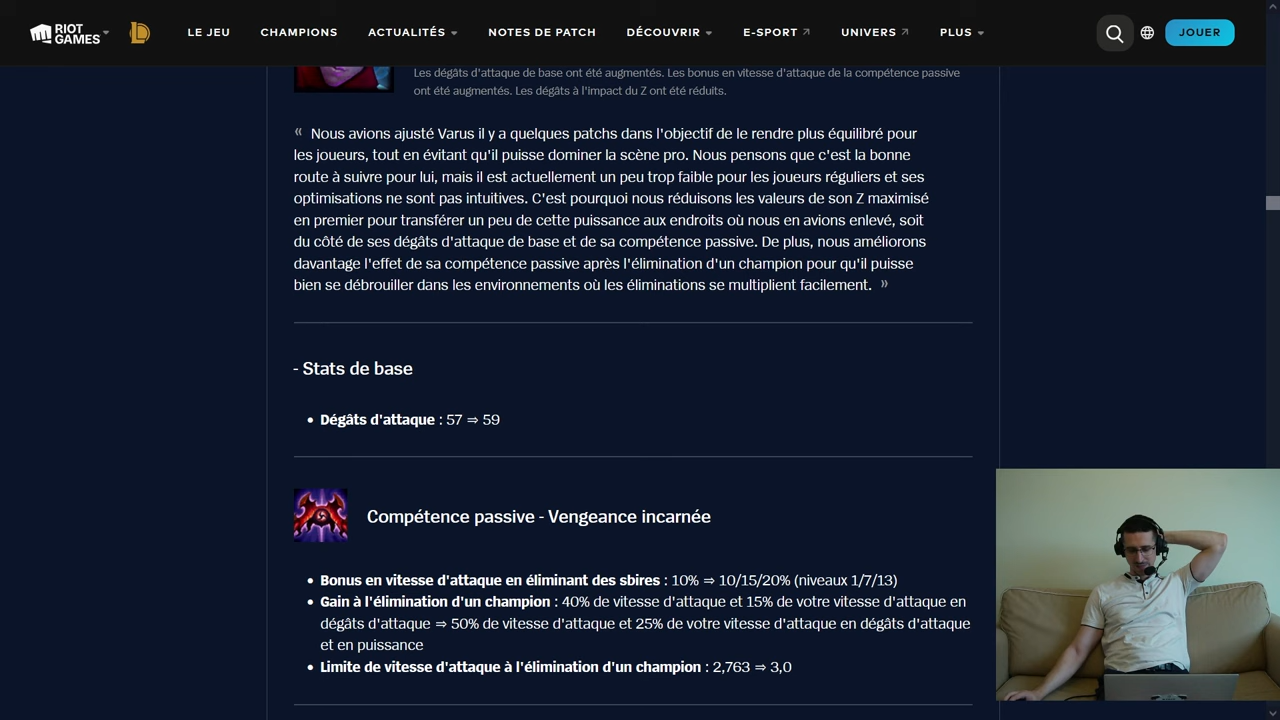 RIOT GAMES
LE JEU CHAMPIONS ACTUALITÉS NOTES DE PATCH DÉCOUVRIR E-SPORT UNIVERS PLUS JOUER
Les dégâts d'attaque de base ont été augmentés. Les bonus en vitesse d'attaque de la compétence passive
ont été augmentés. Les dégâts à l'impact du Z ont été réduits.
« Nous avions ajusté Varus il y a quelques patchs dans l'objectif de le rendre plus équilibré pour
les joueurs, tout en évitant qu'il puisse dominer la scène pro. Nous pensons que c'est la bonne
route à suivre pour lui, mais il est actuellement un peu trop faible pour les joueurs réguliers et ses
optimisations ne sont pas intuitives. C'est pourquoi nous réduisons les valeurs de son Z maximisé
en premier pour transférer un peu de cette puissance aux endroits où nous en avions enlevé, soit
du côté de ses dégâts d'attaque de base et de sa compétence passive. De plus, nous améliorons
davantage l'effet de sa compétence passive après l'élimination d'un champion pour qu'il puisse
bien se débrouiller dans les environnements où les éliminations se multiplient facilement. »
- Stats de base
• Dégâts d'attaque : 57 ⇒ 59
Compétence passive - Vengeance incarnée
• Bonus en vitesse d'attaque en éliminant des sbires : 10% ⇒ 10/15/20% (niveaux 1/7/13)
• Gain à l'élimination d'un champion : 40% de vitesse d'attaque et 15% de votre vitesse d'attaque en
dégâts d'attaque ⇒ 50% de vitesse d'attaque et 25% de votre vitesse d'attaque en dégâts d'attaque
et en puissance
• Limite de vitesse d'attaque à l'élimination d'un champion : 2,763 ⇒ 3,0